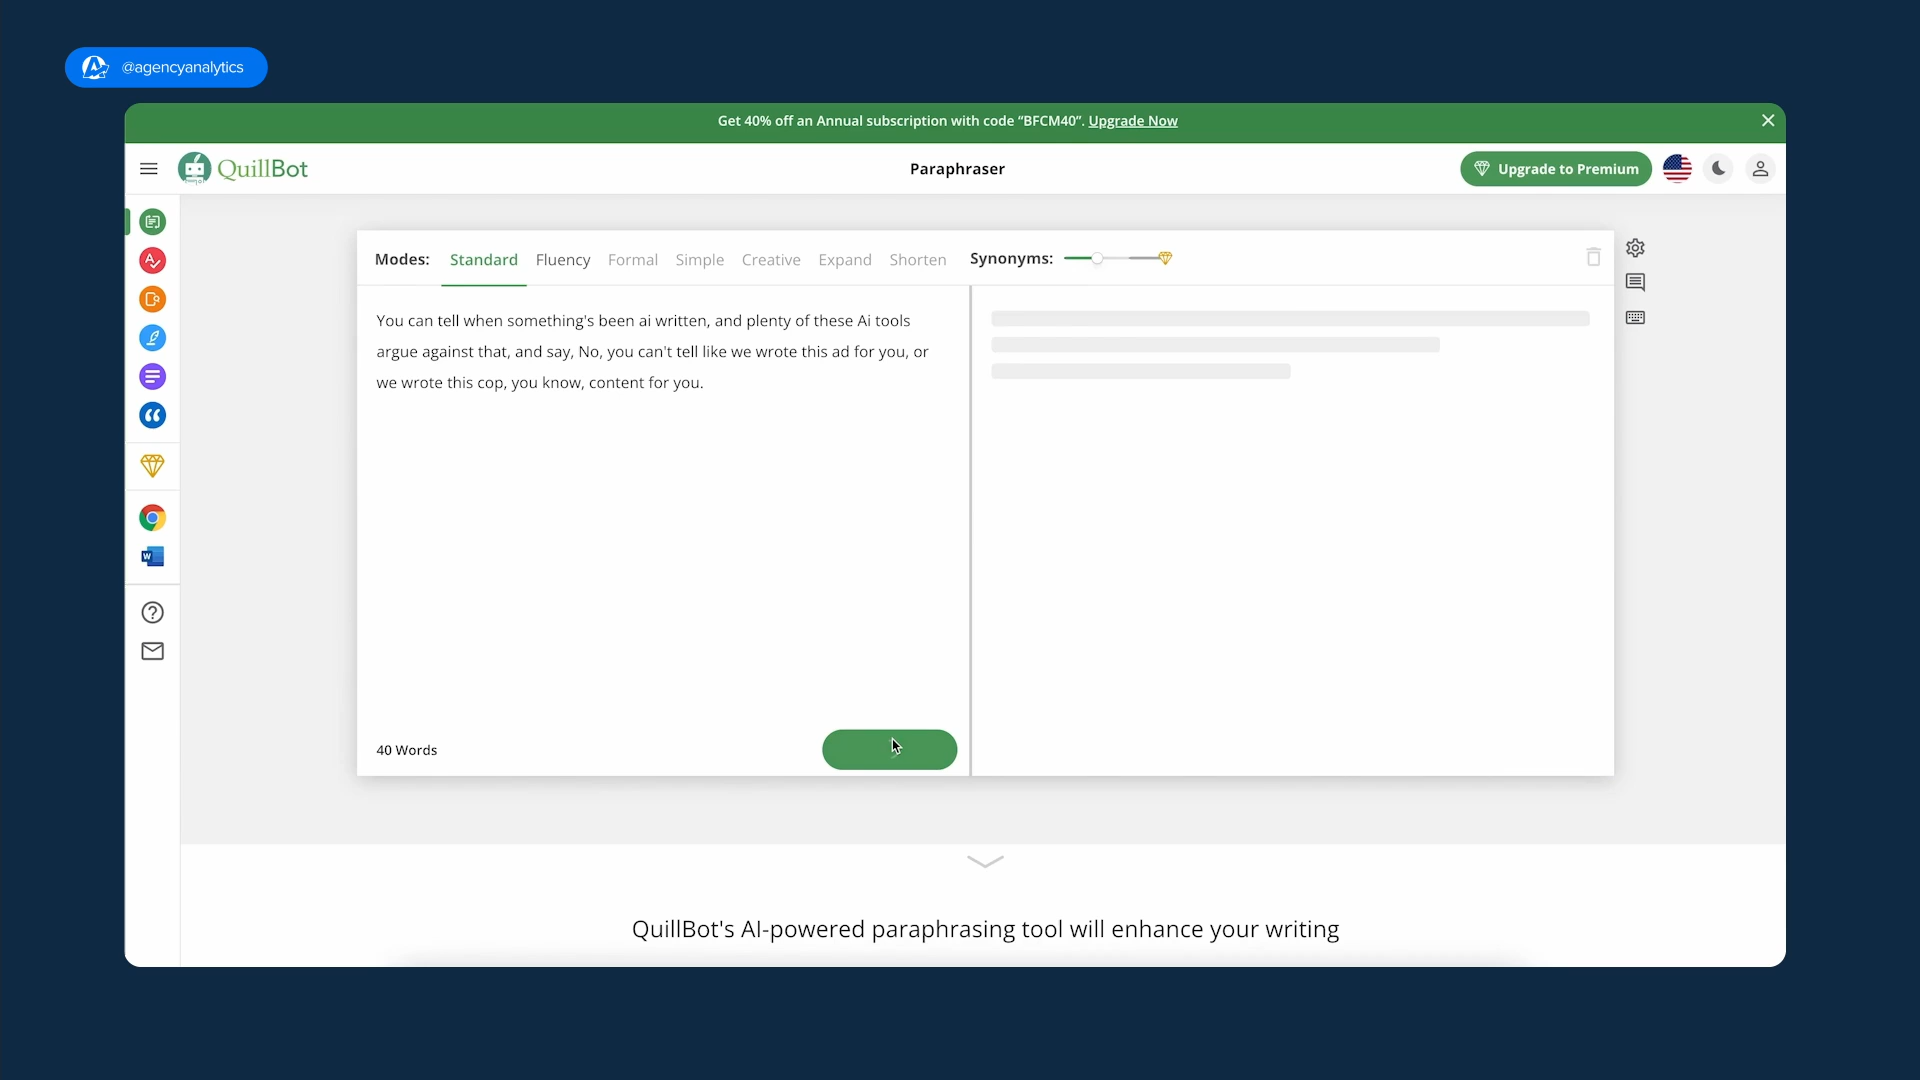 @agencyanalytics
Get 40% off an Annual subscription with code “BFCM40”. Upgrade Now
QuillBot
Paraphraser
Upgrade to Premium
Modes: Standard Fluency Formal Simple Creative Expand Shorten Synonyms:
You can tell when something's been ai written, and plenty of these Ai tools
argue against that, and say, No, you can't tell like we wrote this ad for you, or
we wrote this cop, you know, content for you.
W
40 Words
QuillBot's AI-powered paraphrasing tool will enhance your writing